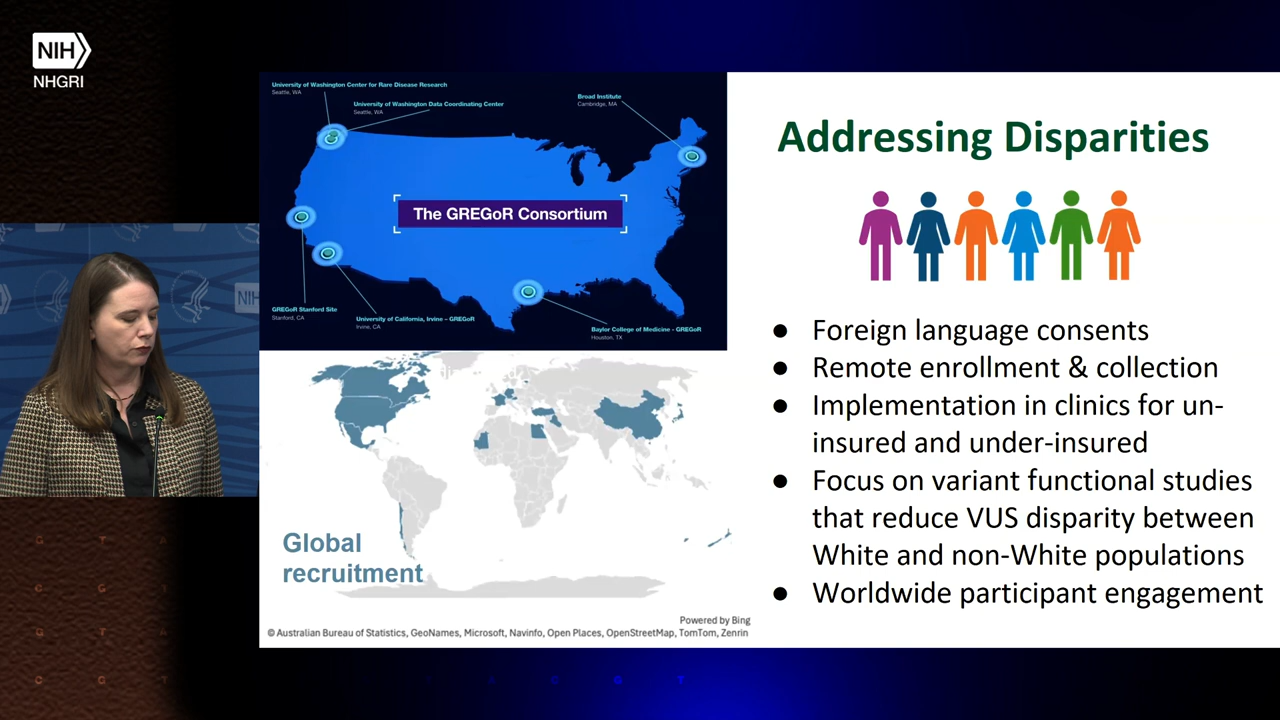 NIH
NHGRI
University of Washington Center for Rare Disease Research
Seattle, WA
University of Washington Data Coordinating Center
Seattle, WA
Broad Institute
Cambridge, MA
The GREGoR Consortium
GREGoR Stanford Site
Stanford, CA
University of California, Irvine – GREGoR
Irvine, CA
Baylor College of Medicine - GREGoR
Houston, TX
Global
recruitment
Powered by Bing
© Australian Bureau of Statistics, GeoNames, Microsoft, Navinfo, Open Places, OpenStreetMap, TomTom, Zenrin
Addressing Disparities
● Foreign language consents
● Remote enrollment & collection
● Implementation in clinics for un-
insured and under-insured
● Focus on variant functional studies
that reduce VUS disparity between
White and non-White populations
● Worldwide participant engagement
NIH